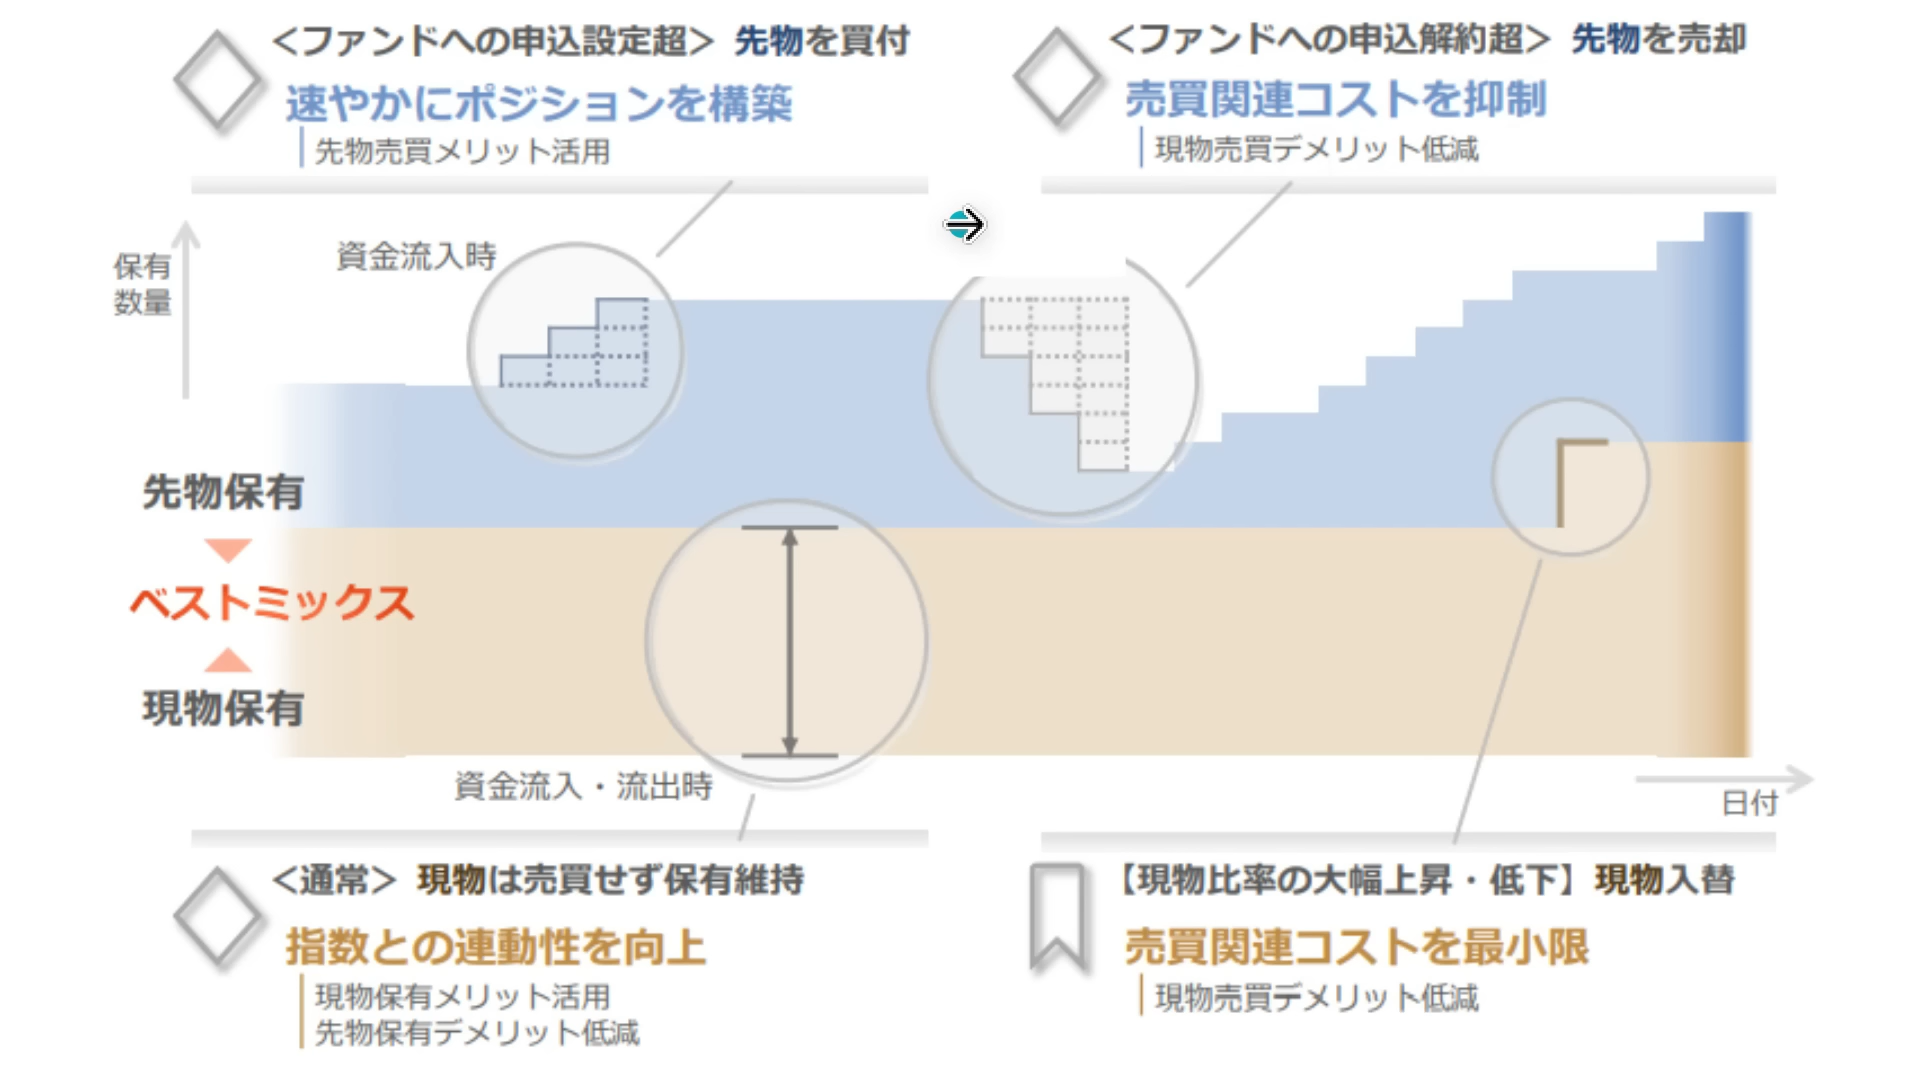 ＜ファンドへの申込設定超＞ 先物を買付
速やかにポジションを構築
先物売買メリット活用
＜ファンドへの申込解約超＞ 先物を売却
売買関連コストを抑制
現物売買デメリット低減
保有
数量
資金流入時
先物保有
ベストミックス
現物保有
資金流入・流出時
日付
＜通常＞ 現物は売買せず保有維持
指数との連動性を向上
現物保有メリット活用
先物保有デメリット低減
【現物比率の大幅上昇・低下】現物入替
売買関連コストを最小限
現物売買デメリット低減